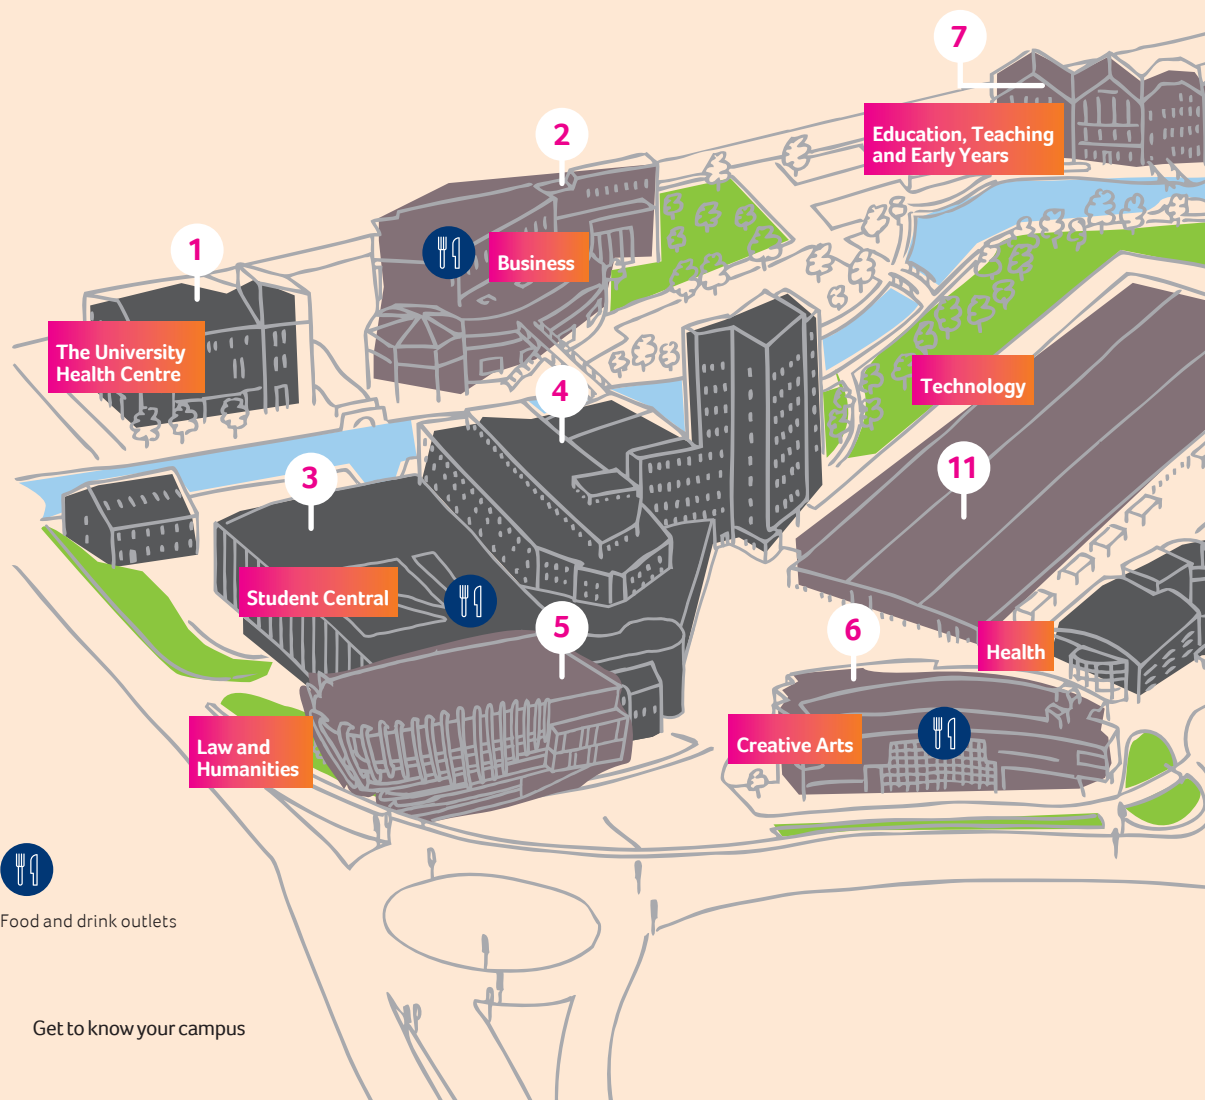 7
Education, Teaching
and Early Years
2
Business
1
The University
Health Centre
4
Technology
11
3
Student Central
5
6
Health
Law and
Humanities
Creative Arts
Food and drink outlets
Get to know your campus